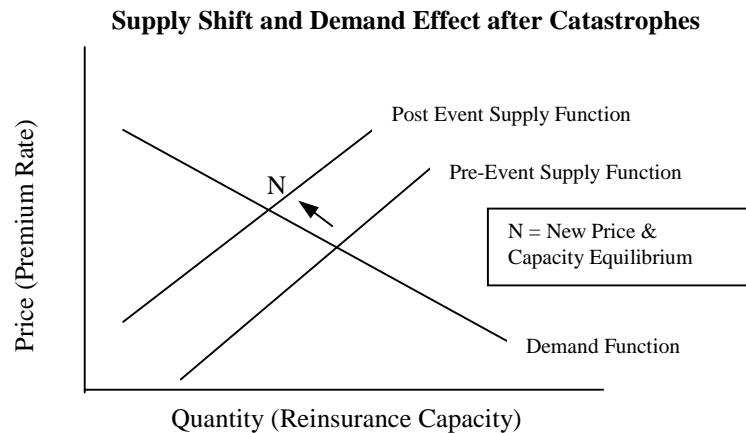 Supply Shift and Demand Effect after Catastrophes
Price (Premium Rate)
Post Event Supply Function
Pre-Event Supply Function
N
N = New Price &
Capacity Equilibrium
Demand Function
Quantity (Reinsurance Capacity)